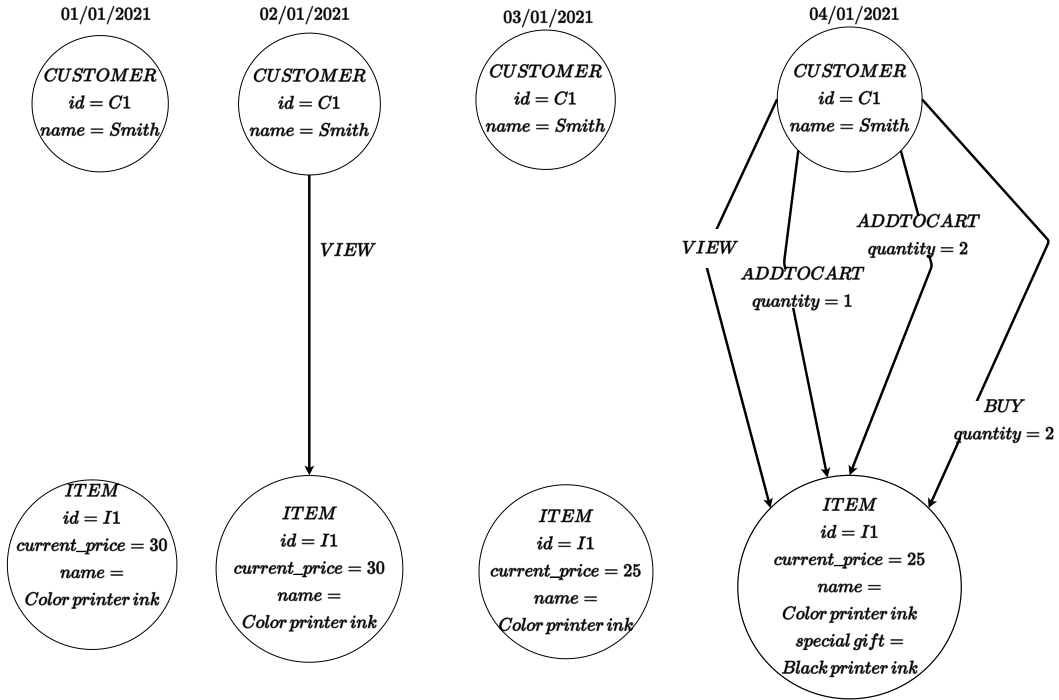 01/01/2021
CUSTOMER
id = C1
name = Smith
ITEM
id = I1
current_price = 30
name =
Color printer ink
02/01/2021
CUSTOMER
id = C1
name = Smith
VIEW
ITEM
id = I1
current_price = 30
name =
Color printer ink
03/01/2021
CUSTOMER
id = C1
name = Smith
ITEM
id = I1
current_price = 25
name =
Color printer ink
04/01/2021
CUSTOMER
id = C1
name = Smith
VIEW
ADDTOCART
quantity = 1
ADDTOCART
quantity = 2
BUY
quantity = 2
ITEM
id = I1
current_price = 25
name =
Color printer ink
special gift =
Black printer ink